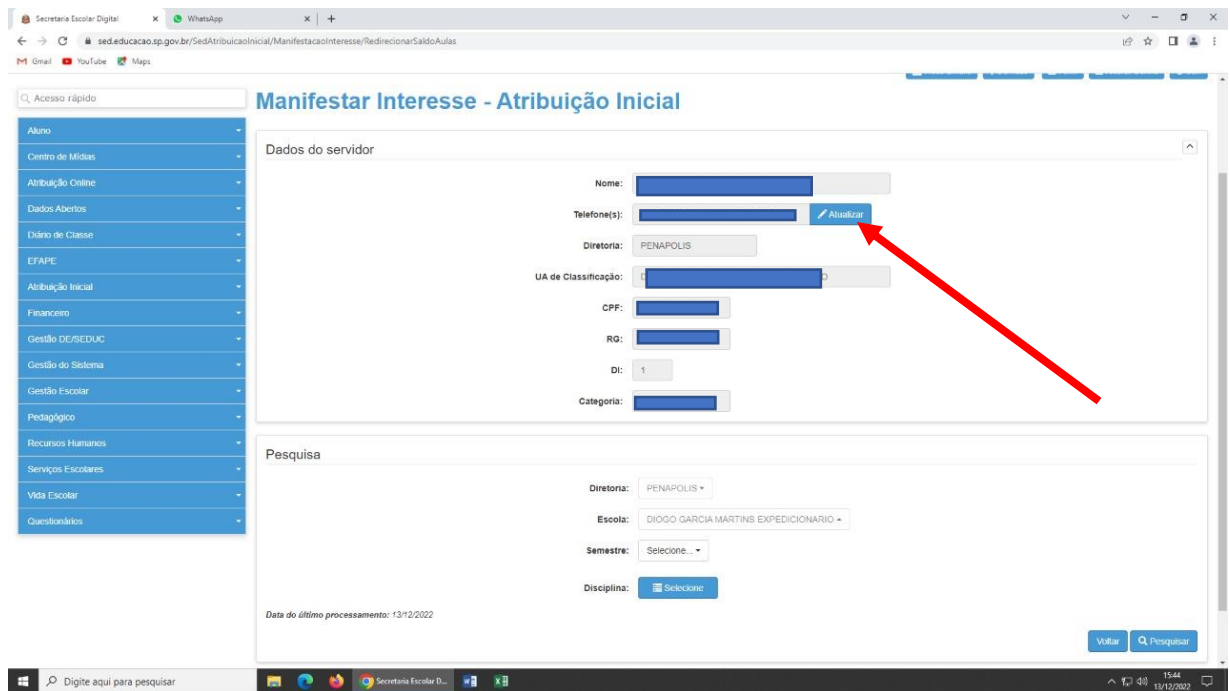 Secretaria Escolar Digital
WhatsApp
sed.educacao.sp.gov.br/SedAtribuicaoInicial/ManifestacaoInteresse/RedirecionarSaldoAulas
Gmail YouTube Maps
Acesso rápido
Aluno
Centro de Mídias
Atribuição Online
Dados Abertos
Diário de Classe
EFAPE
Atribuição Inicial
Financeiro
Gestão DE/SEDUC
Gestão do Sistema
Gestão Escolar
Pedagógico
Recursos Humanos
Serviços Escolares
Vida Escolar
Questionários
Manifestar Interesse - Atribuição Inicial
Dados do servidor
Nome:
Telefone(s): Atualizar
Diretoria: PENAPOLIS
UA de Classificação:
CPF:
RG:
DI: 1
Categoria:
Pesquisa
Diretoria: PENAPOLIS
Escola: DIOGO GARCIA MARTINS EXPEDICIONARIO
Semestre: Selecione...
Disciplina: Selecione
Data do último processamento: 13/12/2022
Voltar Pesquisar
Digite aqui para pesquisar
Secretaria Escolar D...
15:44
13/12/2022